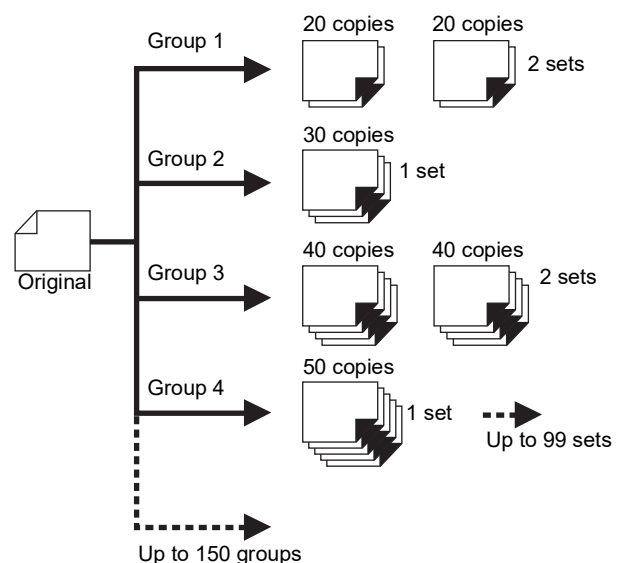 20 copies 20 copies
Group 1
2 sets
30 copies
Group 2
1 set
40 copies 40 copies
Group 3
2 sets
Original
50 copies
Group 4
1 set
Up to 99 sets
Up to 150 groups